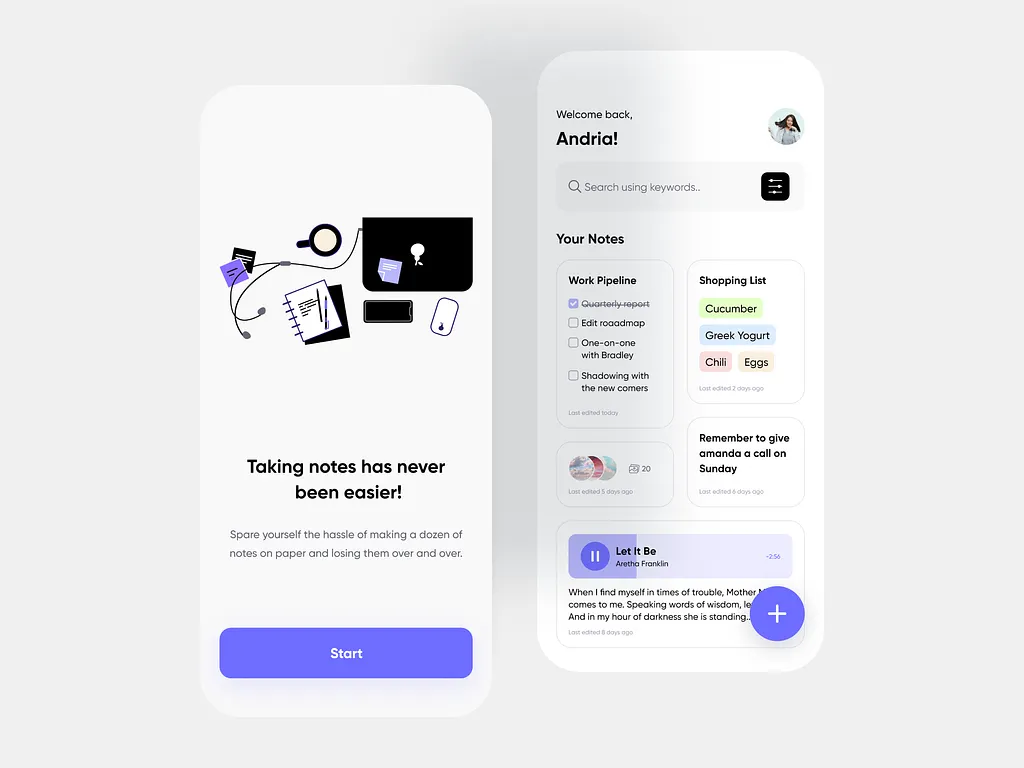 Taking notes has never
been easier!
Spare yourself the hassle of making a dozen of
notes on paper and losing them over and over.
Start
Welcome back,
Andria!
Search using keywords..
Your Notes
Work Pipeline
Quarterly report
Edit roaadmap
One-on-one
with Bradley
Shadowing with
the new comers
Last edited today
Shopping List
Cucumber
Greek Yogurt
Chili Eggs
Last edited 2 days ago
20
Last edited 5 days ago
Remember to give
amanda a call on
Sunday
Last edited 6 days ago
Let It Be
Aretha Franklin
-2:56
When I find myself in times of trouble, Mother
comes to me. Speaking words of wisdom,
And in my hour of darkness she is standing..
Last edited 8 days ago